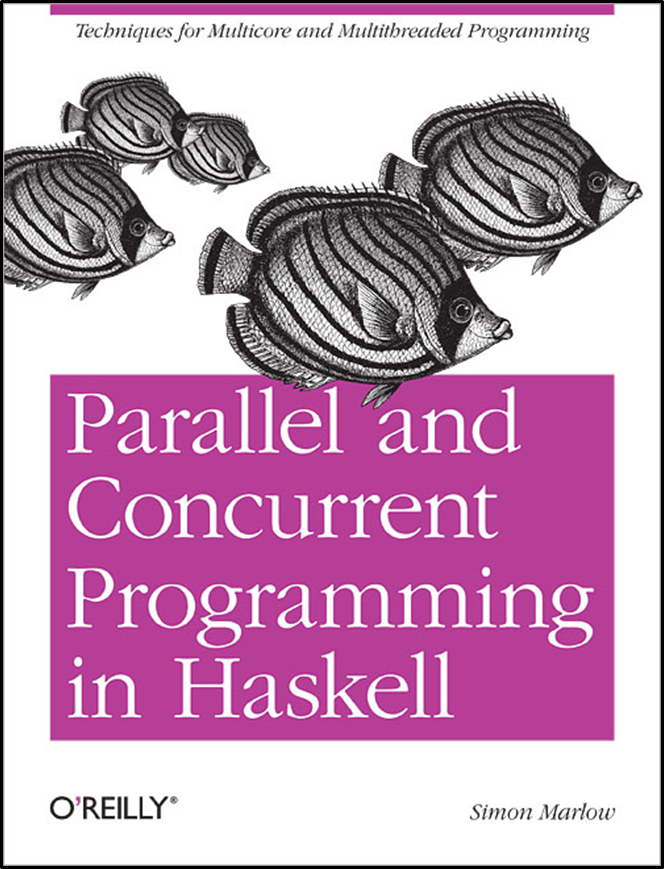 Techniques for Multicore and Multithreaded Programming
Parallel and
Concurrent
Programming
in Haskell
O'REILLY®
Simon Marlow